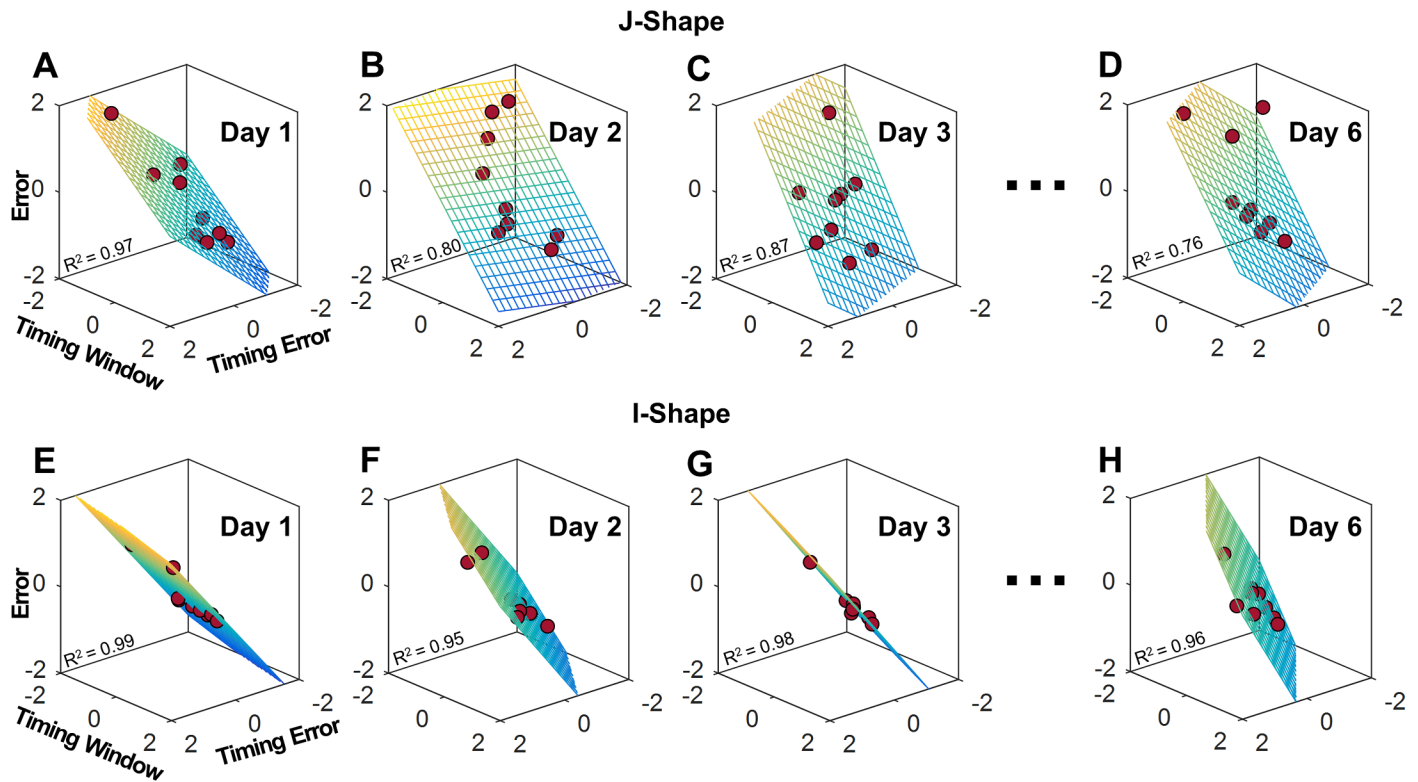 J-Shape
A
B
C
D
Day 1
Day 2
Day 3
Day 6
Error
2
0
-2
R² = 0.97
-2
0
2
Timing Window
2
0
-2
Timing Error
2
0
-2
R² = 0.80
-2
0
2
2
0
-2
2
0
-2
R² = 0.87
-2
0
2
2
0
-2
...
2
0
-2
R² = 0.76
-2
0
2
2
0
-2
I-Shape
E
F
G
H
Day 1
Day 2
Day 3
Day 6
Error
2
0
-2
R² = 0.99
-2
0
2
Timing Window
2
0
-2
Timing Error
2
0
-2
R² = 0.95
-2
0
2
2
0
-2
2
0
-2
R² = 0.98
-2
0
2
2
0
-2
...
2
0
-2
R² = 0.96
-2
0
2
2
0
-2